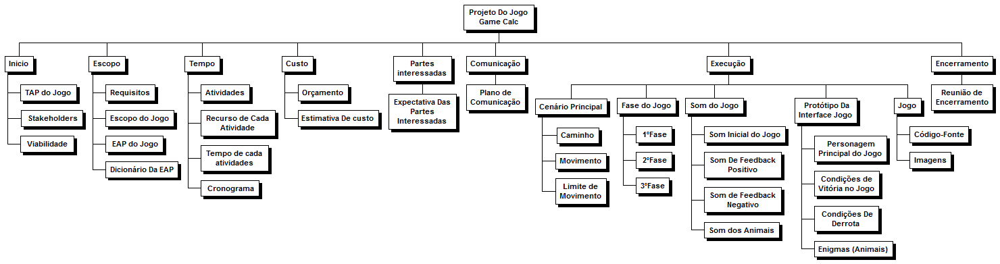 Projeto Do Jogo
Game Calc
Inicio
TAP do Jogo
Stakeholders
Viabilidade
Escopo
Requisitos
Escopo do Jogo
EAP do Jogo
Dicionário Da EAP
Tempo
Atividades
Recurso de Cada
Atividade
Tempo de cada
atividades
Cronograma
Custo
Orçamento
Estimativa De custo
Partes
interessadas
Expectativa Das
Partes
Interessadas
Comunicação
Plano de
Comunicação
Execução
Cenário Principal
Caminho
Movimento
Limite de
Movimento
Fase do Jogo
1ºFase
2ºFase
3ºFase
Som do Jogo
Som Inicial do Jogo
Som De Feedback
Positivo
Som de Feedback
Negativo
Som dos Animais
Protótipo Da
Interface Jogo
Personagem
Principal do Jogo
Condições de
Vitória no Jogo
Condições De
Derrota
Enigmas (Animais)
Jogo
Código-Fonte
Imagens
Encerramento
Reunião de
Encerramento